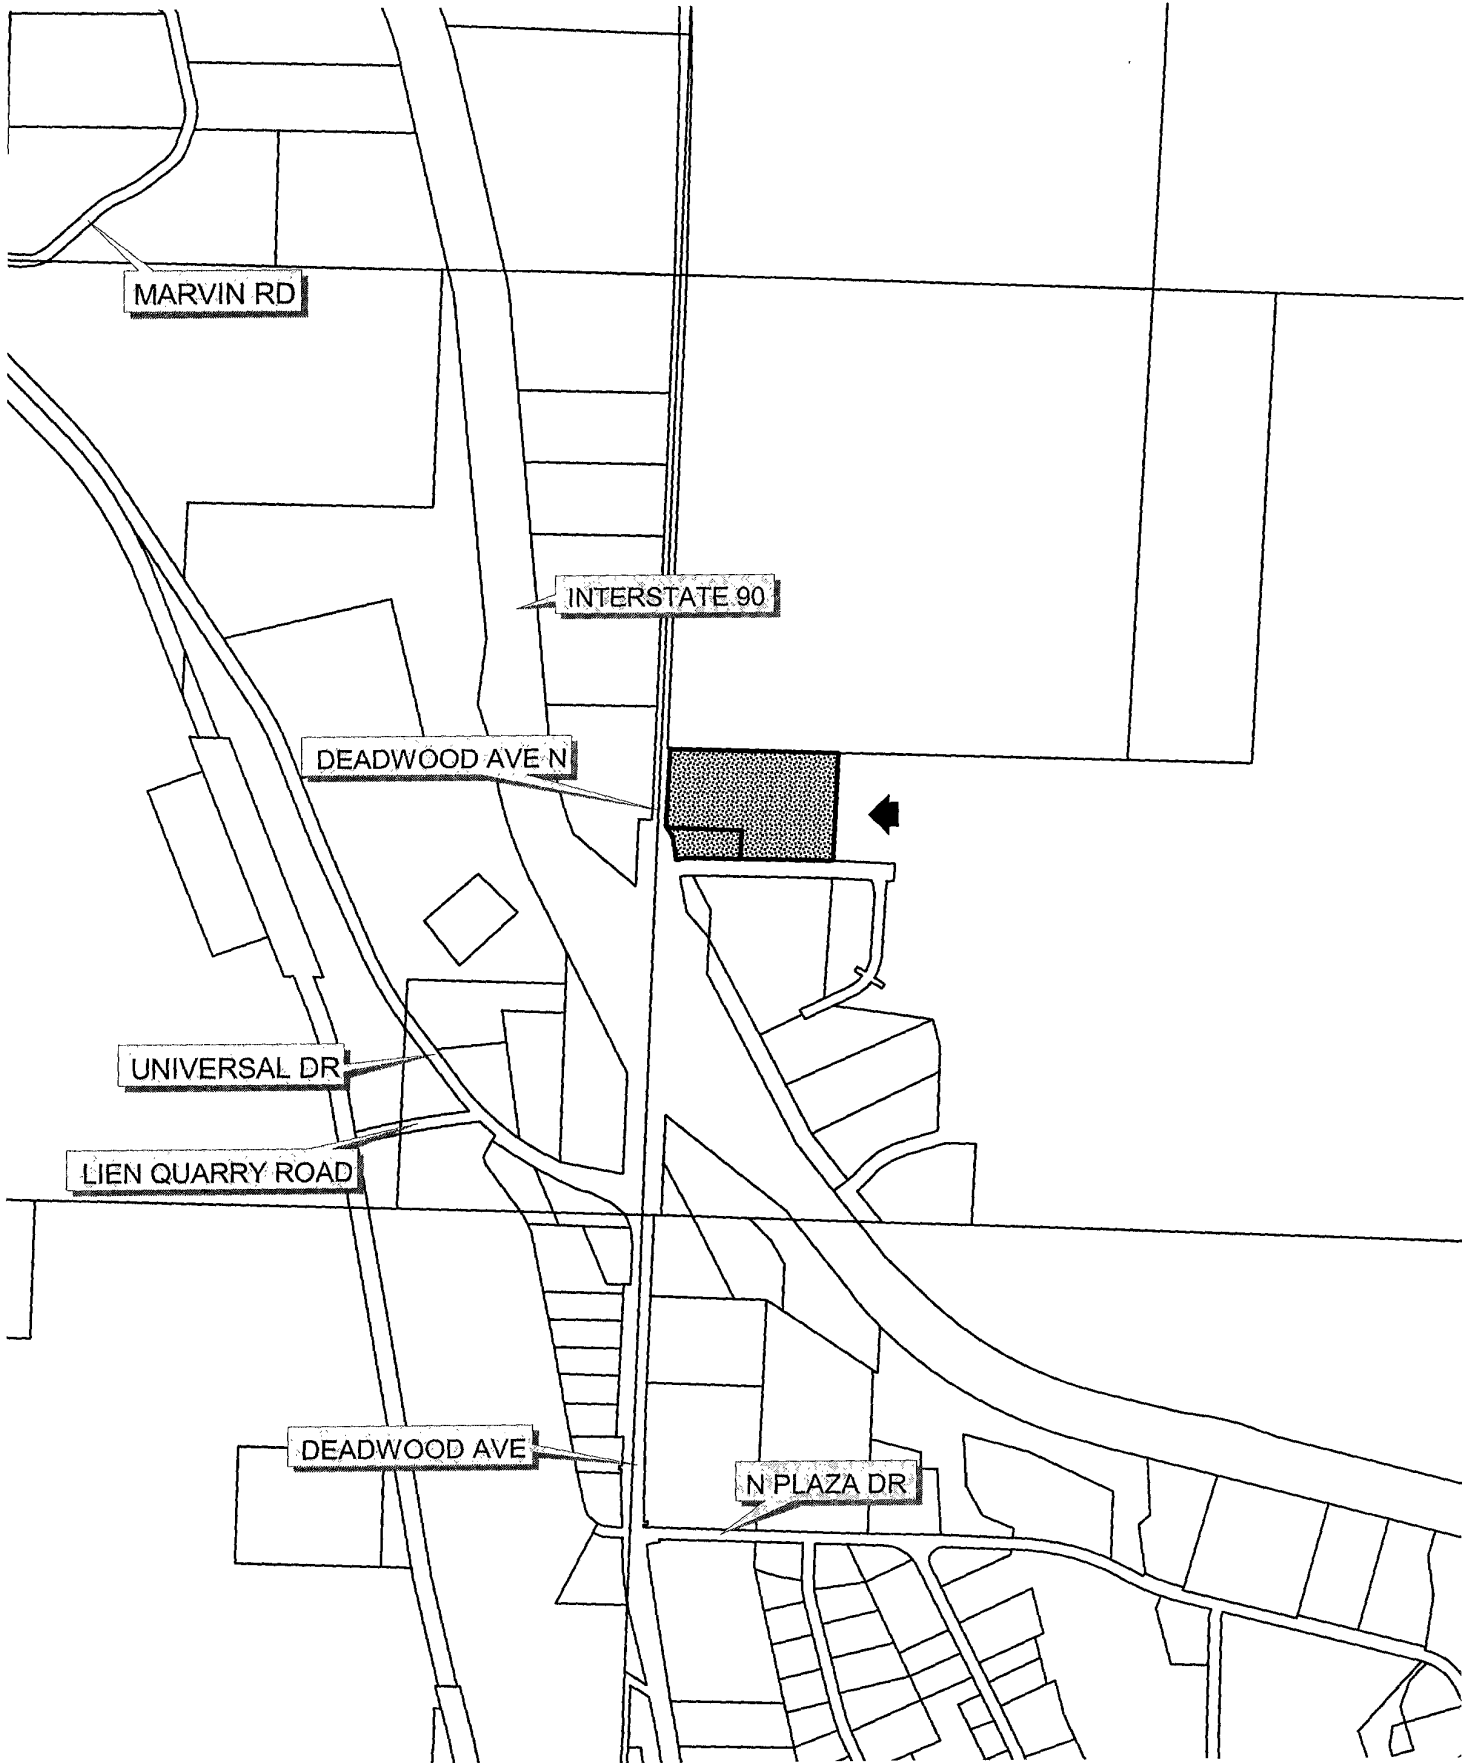 MARVIN RD
INTERSTATE 90
DEADWOOD AVE N
UNIVERSAL DR
LIEN QUARRY ROAD
DEADWOOD AVE
N PLAZA DR